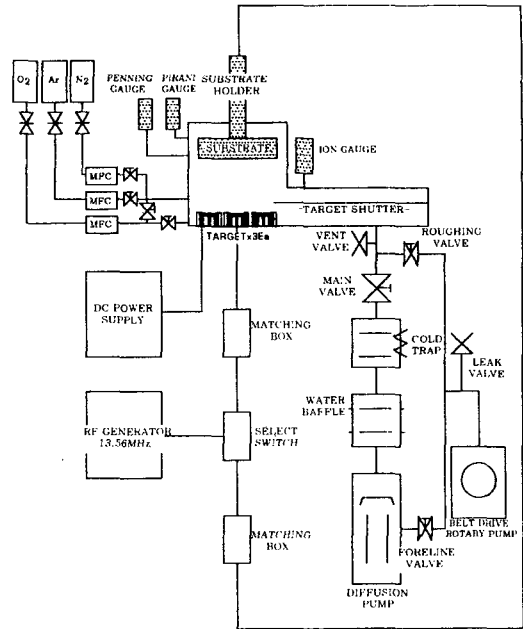 O2
Ar
N2
PENNING
GAUGE
PIRANI
GAUGE
SUBSTRATE
HOLDER
SUBSTRATE
ION GAUGE
MFC
MFC
MFC
TARGET SHUTTER
TARGETx3Ea
VENT
VALVE
ROUGHING
VALVE
MAIN
VALVE
DC POWER
SUPPLY
MATCHING
BOX
COLD
TRAP
LEAK
VALVE
WATER
BAFFLE
RF GENERATOR
13.56MHz
SELECT
SWITCH
MATCHING
BOX
BELT DRIVE
ROTARY PUMP
FORELINE
VALVE
DIFFUSION
PUMP